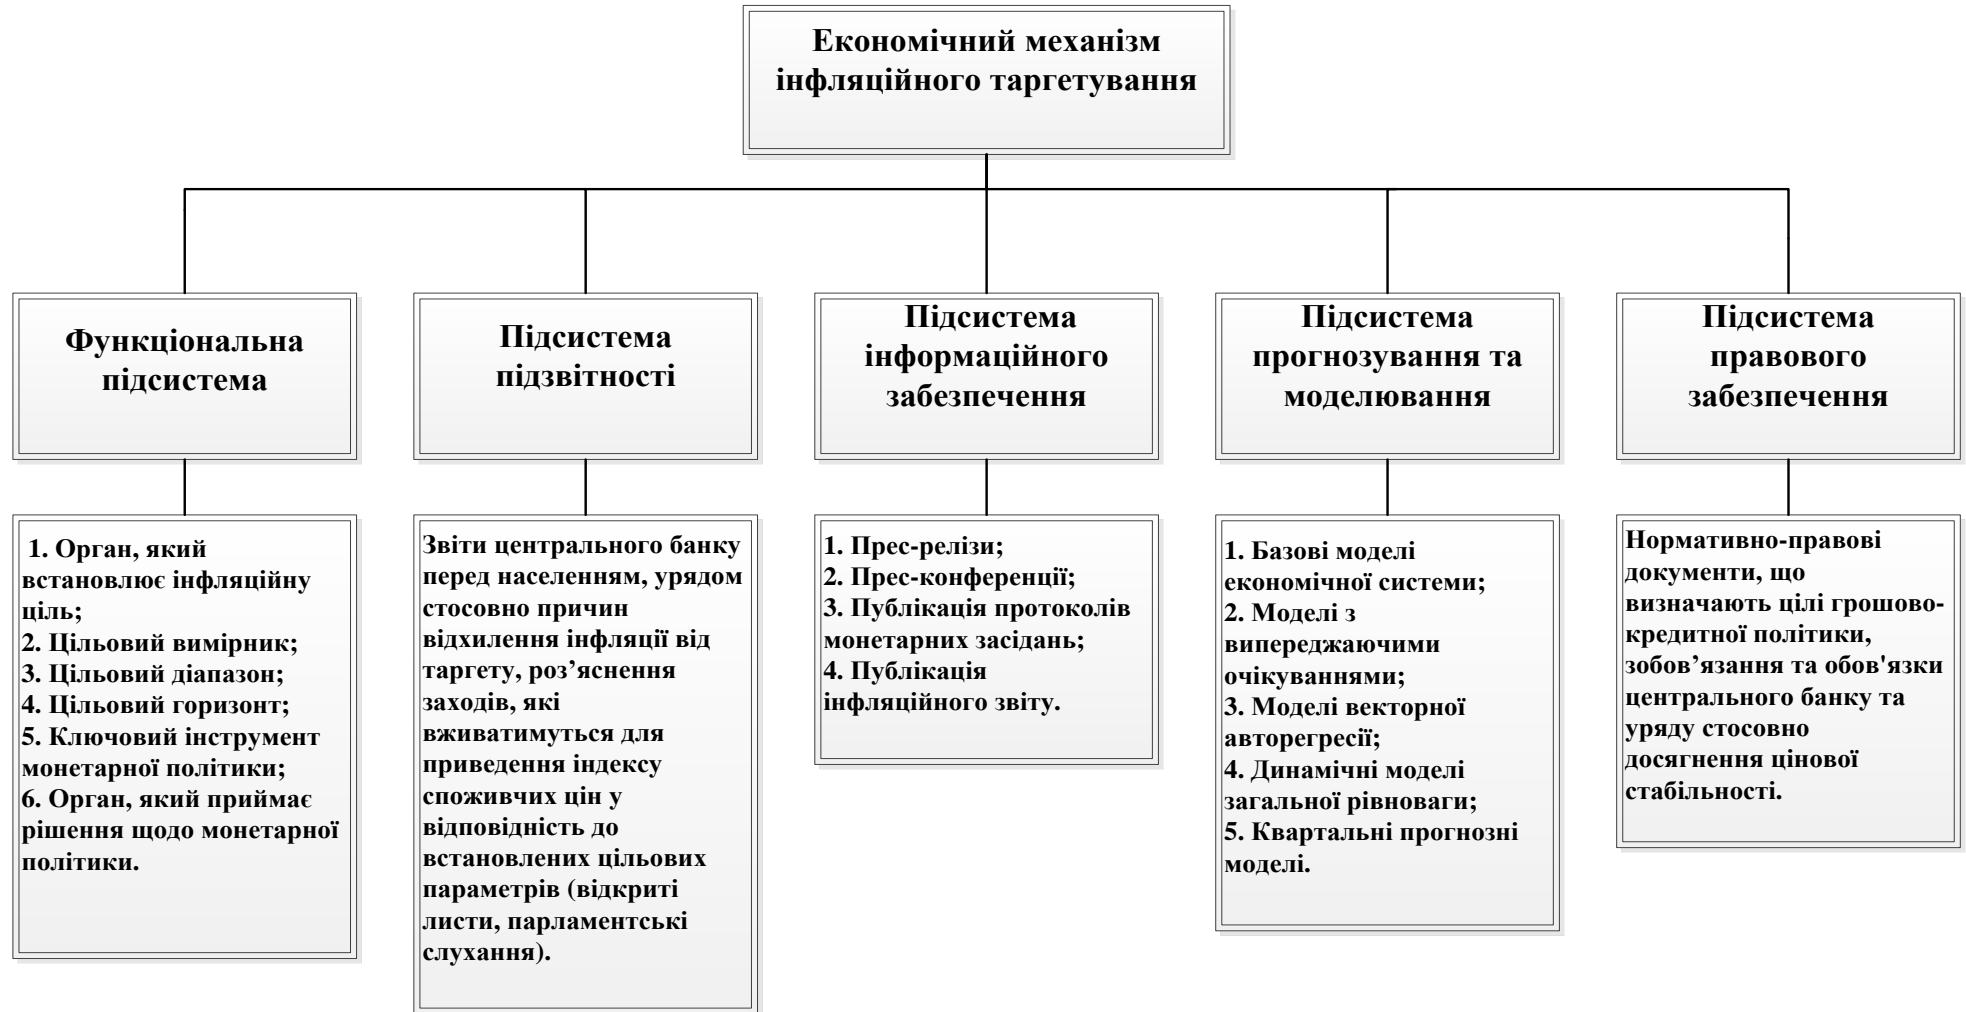 Економічний механізм
інфляційного таргетування
Функціональна
підсистема
Підсистема
підзвітності
Підсистема
інформаційного
забезпечення
Підсистема
прогнозування та
моделювання
Підсистема
правового
забезпечення
1. Орган, який
встановлює інфляційну
ціль;
2. Цільовий вимірник;
3. Цільовий діапазон;
4. Цільовий горизонт;
5. Ключовий інструмент
монетарної політики;
6. Орган, який приймає
рішення щодо монетарної
політики.
Звіти центрального банку
перед населенням, урядом
стосовно причин
відхилення інфляції від
таргету, роз’яснення
заходів, які
вживатимуться для
приведення індексу
споживчих цін у
відповідність до
встановлених цільових
параметрів (відкриті
листи, парламентські
слухання).
1. Прес-релізи;
2. Прес-конференції;
3. Публікація протоколів
монетарних засідань;
4. Публікація
інфляційного звіту.
1. Базові моделі
економічної системи;
2. Моделі з
випереджаючими
очікуваннями;
3. Моделі векторної
авторегресії;
4. Динамічні моделі
загальної рівноваги;
5. Квартальні прогнозні
моделі.
Нормативно-правові
документи, що
визначають цілі грошово-
кредитної політики,
зобов’язання та обов'язки
центрального банку та
уряду стосовно
досягнення цінової
стабільності.